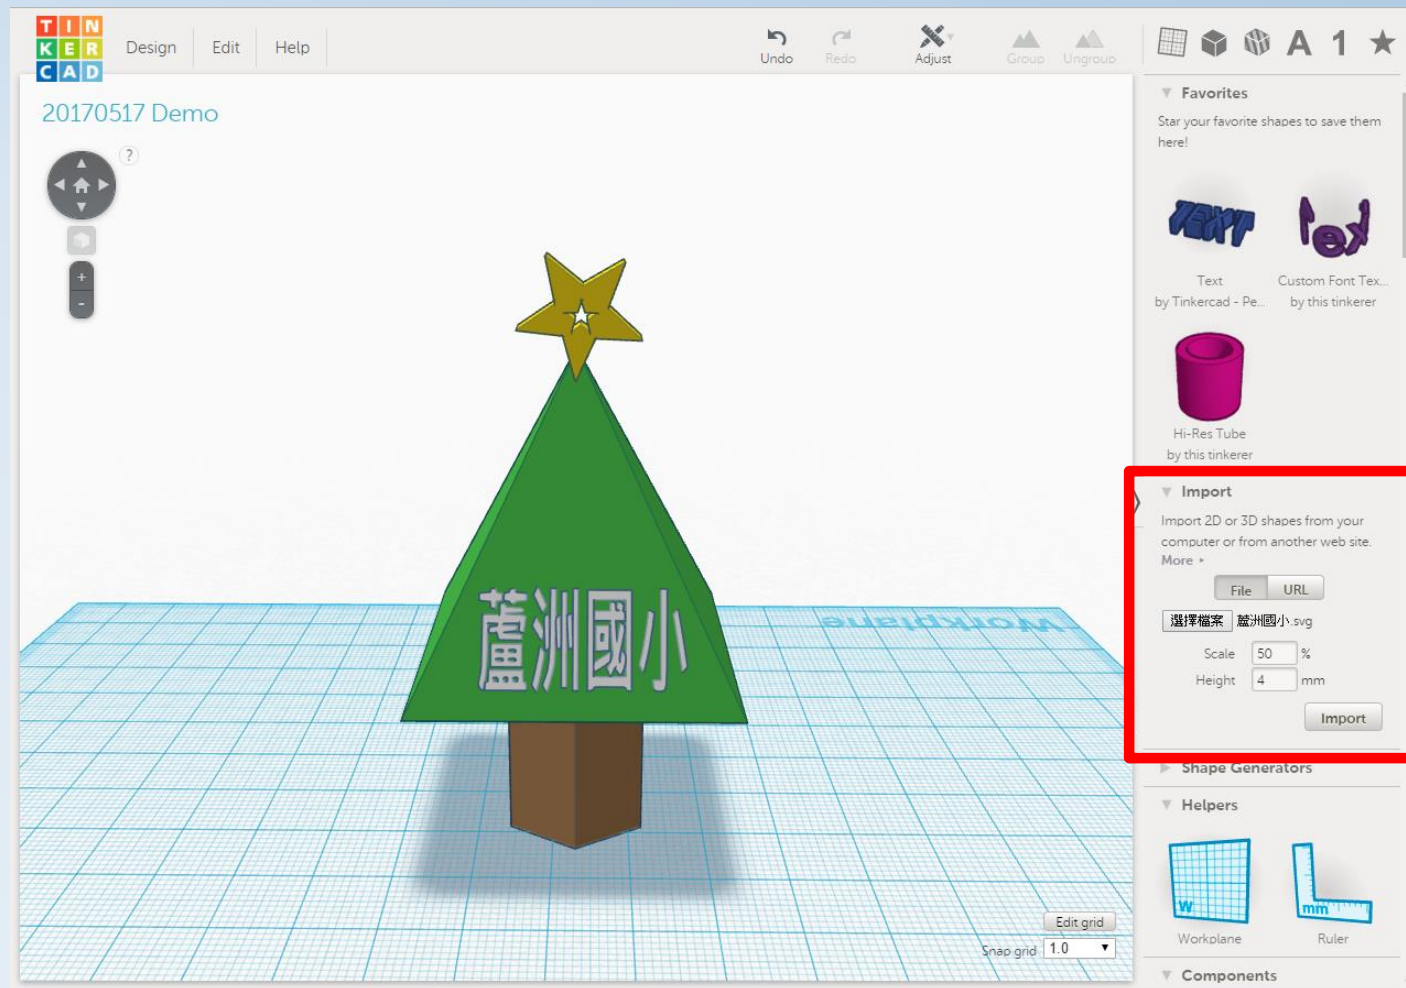 TIN
KER
CAD
Design
Edit
Help
Undo
Redo
Adjust
Group
Ungroup
A
1
20170517 Demo
?
+
-
蘆洲國小
Workplane
Edit grid
Snap grid 1.0
Favorites
Star your favorite shapes to save them
here!
TEXT
Tex
Text
by Tinkercad - Pe...
Custom Font Tex...
by this tinkerer
Hi-Res Tube
by this tinkerer
Import
Import 2D or 3D shapes from your
computer or from another web site.
More
File
URL
選擇檔案 蘆洲國小.svg
Scale 50 %
Height 4 mm
Import
Shape Generators
Helpers
W
mm
Workplane
Ruler
Components